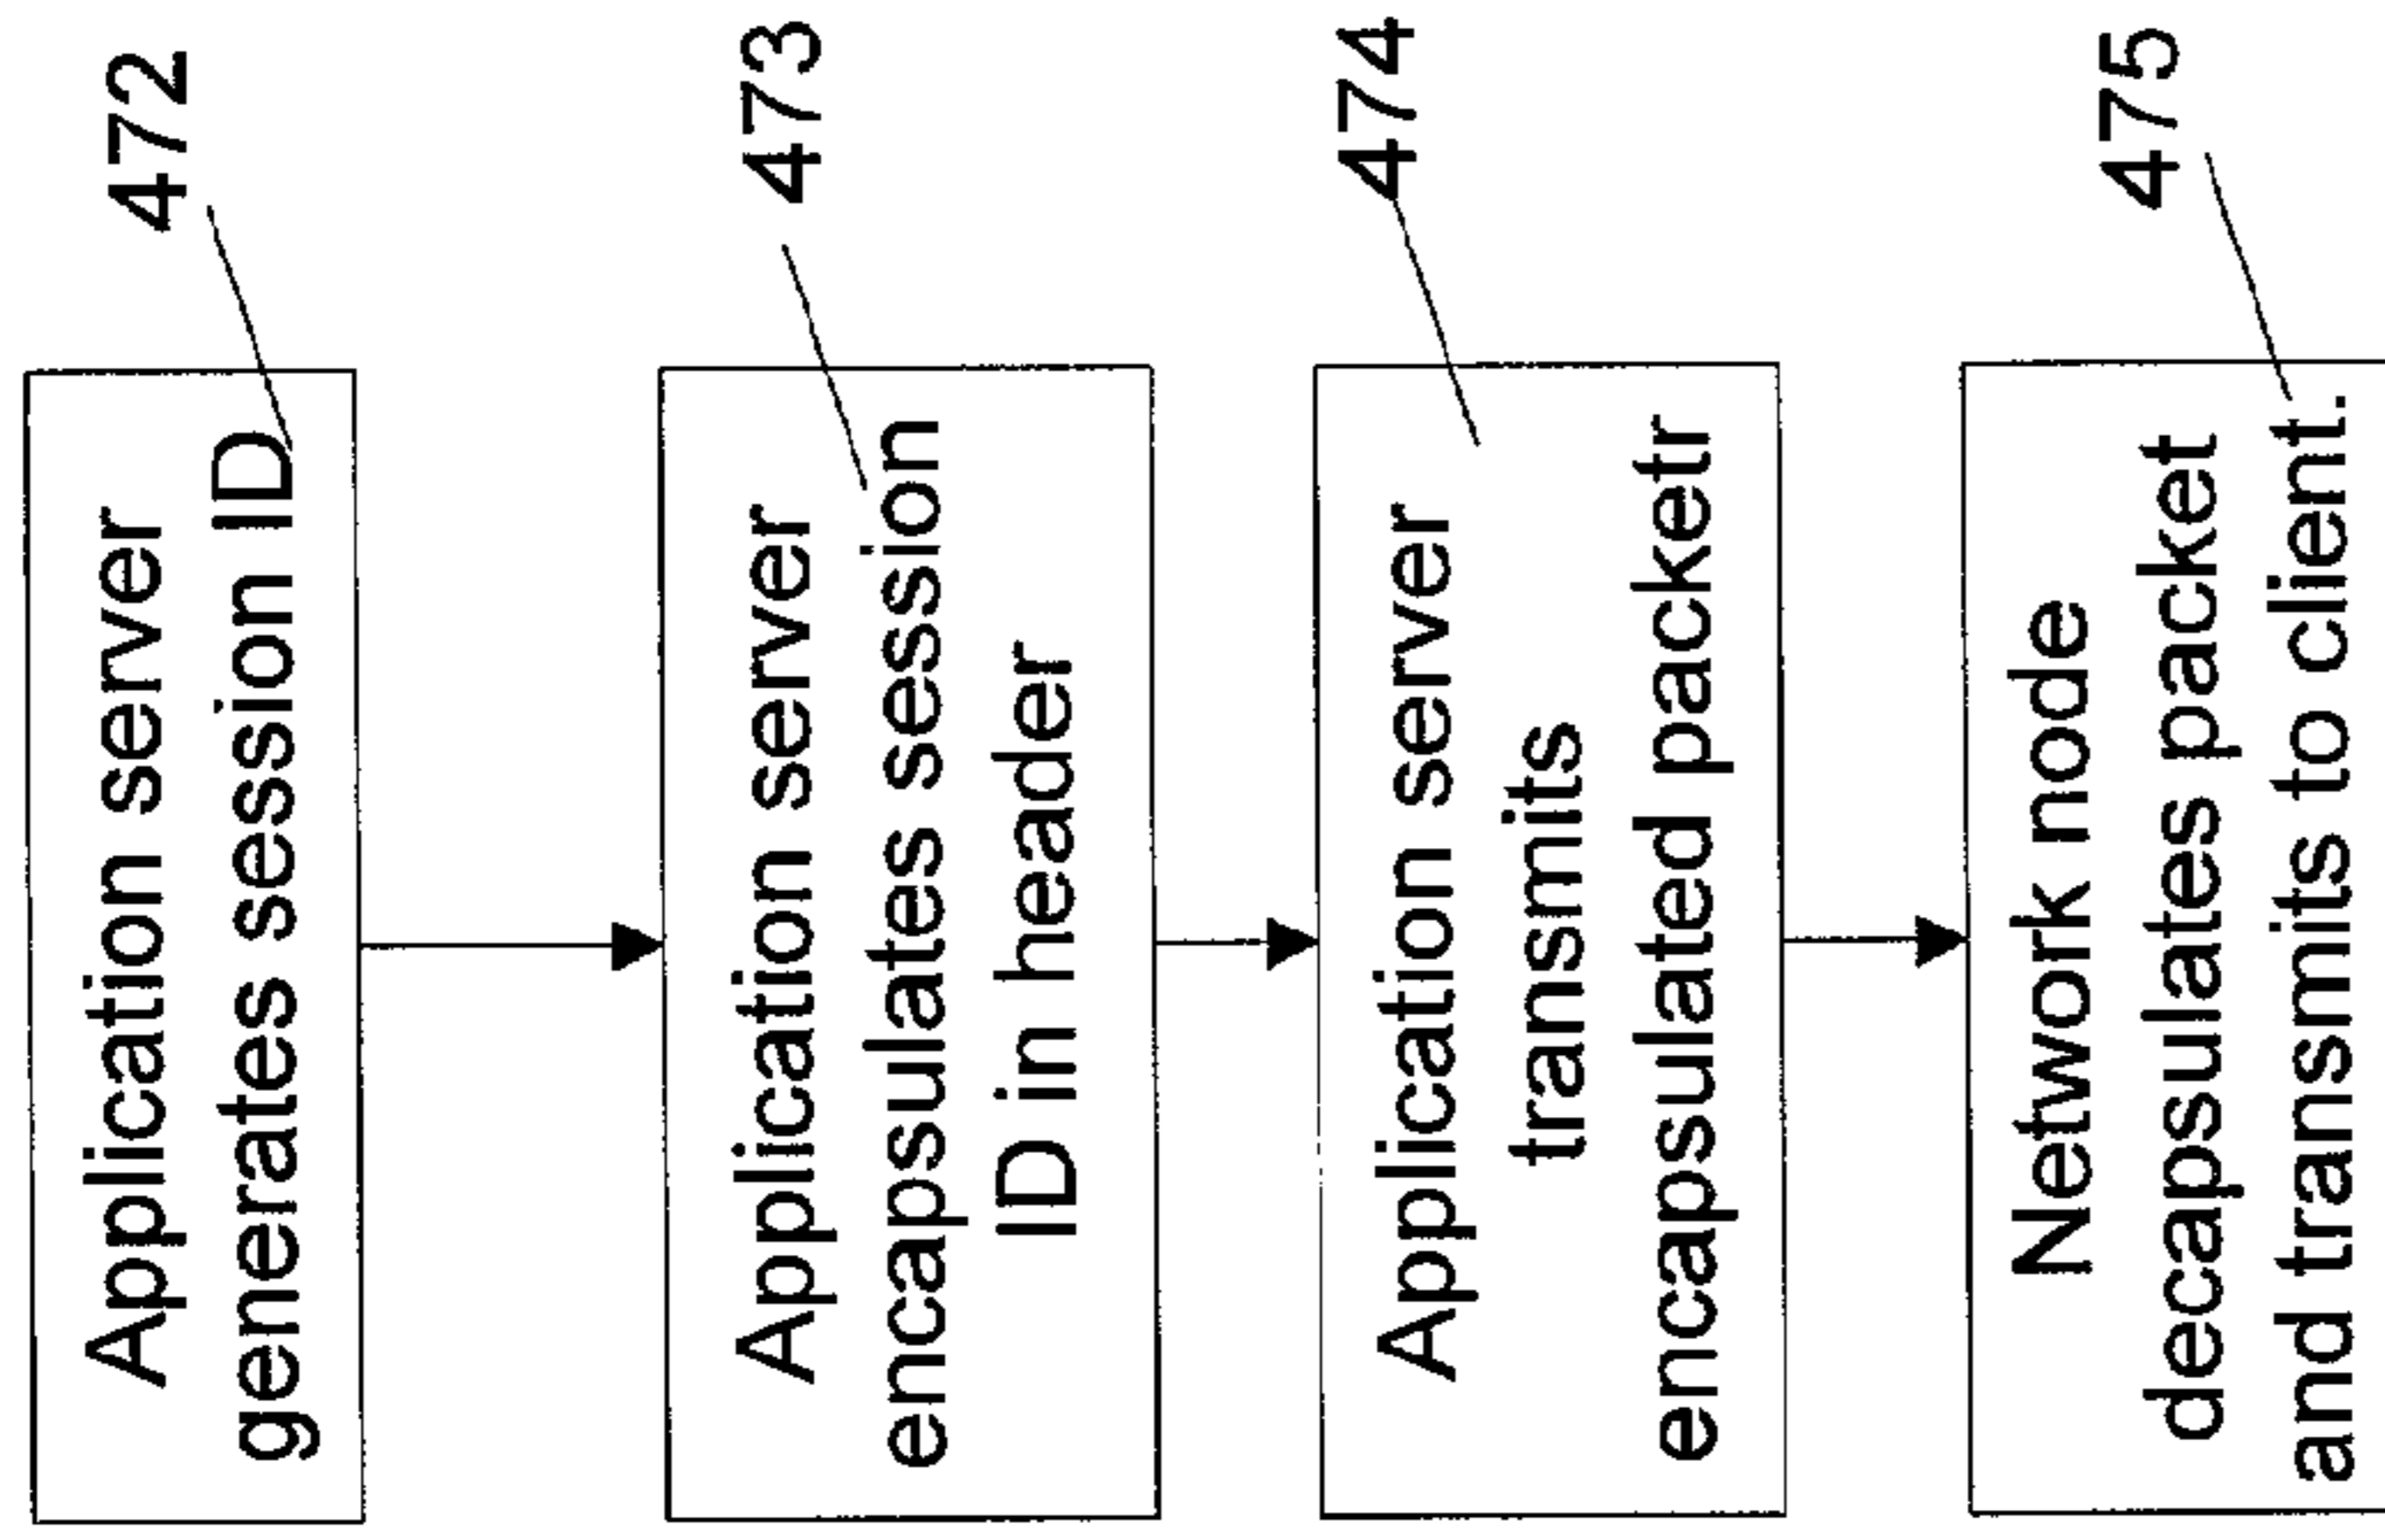 Application server
generates session ID
472
Application server
encapsulates session
ID in header
473
Application server
transmits
encapsulated packetr
474
Network node
decapsulates packet
and transmits to client.
475